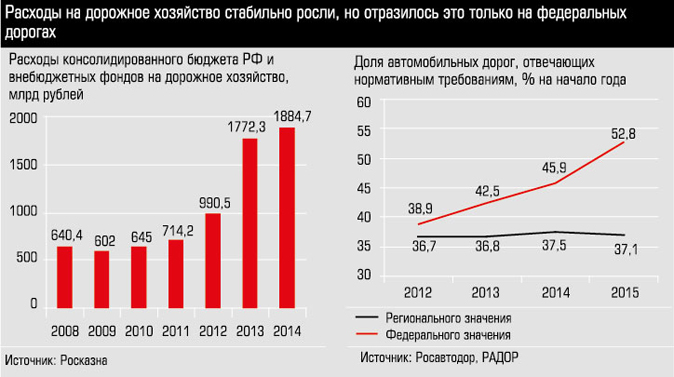 Расходы на дорожное хозяйство стабильно росли, но отразилось это только на федеральных
дорогах
Расходы консолидированного бюджета РФ и
внебюджетных фондов на дорожное хозяйство,
млрд рублей
2000
1500
1000
500
0
640,4
602
645
714,2
990,5
1772,3
1884,7
2008 2009 2010 2011 2012 2013 2014
Источник: Росказна
Доля автомобильных дорог, отвечающих
нормативным требованиям, % на начало года
60
55
50
45
40
35
30
38,9
42,5
45,9
52,8
36,7
36,8
37,5
37,1
2012 2013 2014 2015
Регионального значения
Федерального значения
Источник: Росавтодор, РАДОР